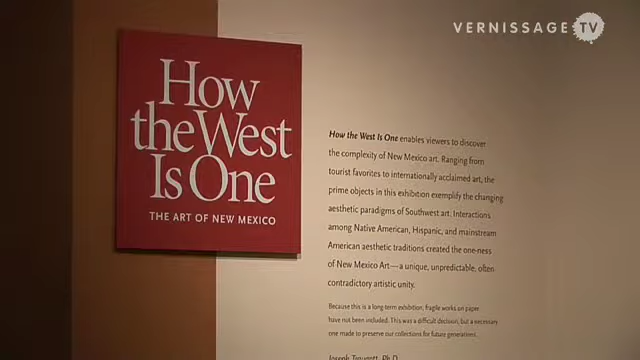 VERNISSAGE TV
How
the West
Is One
THE ART OF NEW MEXICO
How the West Is One enables viewers to discover
the complexity of New Mexico art. Ranging from
tourist favorites to internationally acclaimed art, the
prime objects in this exhibition exemplify the changing
aesthetic paradigms of Southwest art. Interactions
among Native American, Hispanic, and mainstream
American aesthetic traditions created the one-ness
of New Mexico Art—a unique, unpredictable, often
contradictory artistic unity.
Because this is a long-term exhibition, fragile works on paper
have not been included. This was a difficult decision, but a necessary
one made to preserve our collections for future generations.
Joseph Traugott, Ph.D.